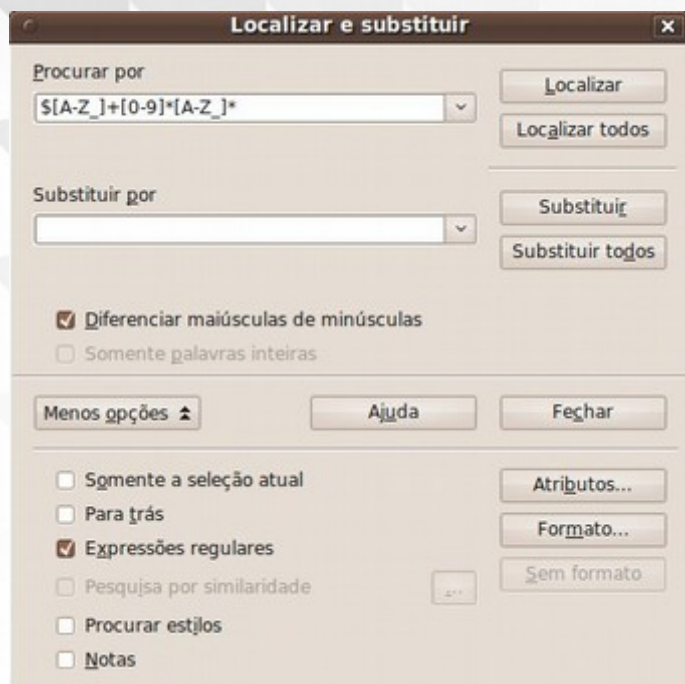 Localizar e substituir
Procurar por
$[A-Z_]+[0-9]*[A-Z_]*
Localizar
Localizar todos
Substituir por
Substituir
Substituir todos
Diferenciar maiúsculas de minúsculas
Somente palavras inteiras
Menos opções
Ajuda
Fechar
Somente a seleção atual
Atributos...
Para trás
Formato...
Expressões regulares
Sem formato
Pesquisa por similaridade
...
Procurar estilos
Notas